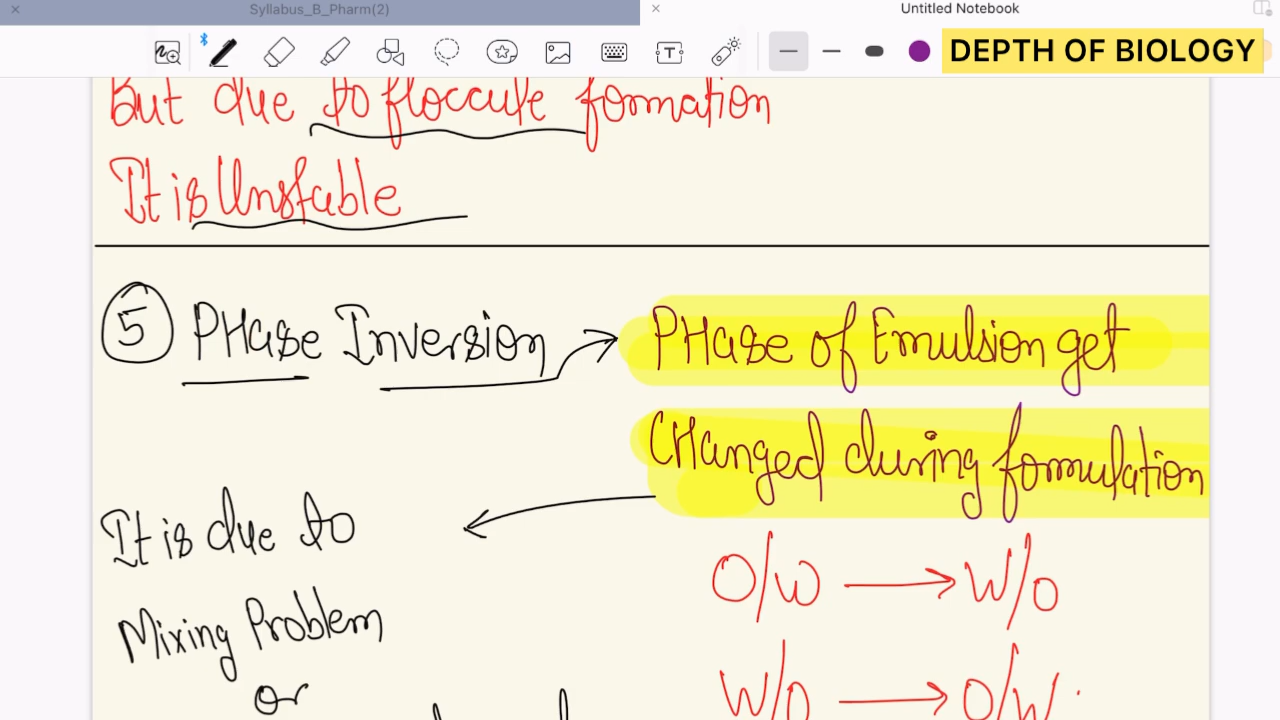 Syllabus_B_Pharm(2)
Untitled Notebook
DEPTH OF BIOLOGY
But due to floccule formation
It is Unstable
5 PHase Inversion → PHase of Emulsion get
CHanged during formulation
It is due to
Mixing Problem
or
O/W → W/O
W/O → O/W